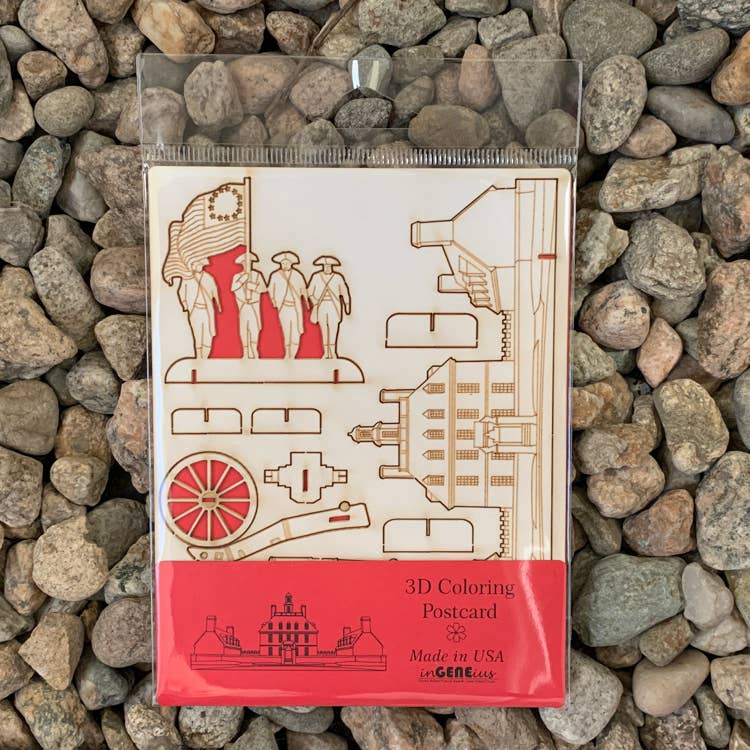 3D Coloring
Postcard
Made in USA
inGENEius